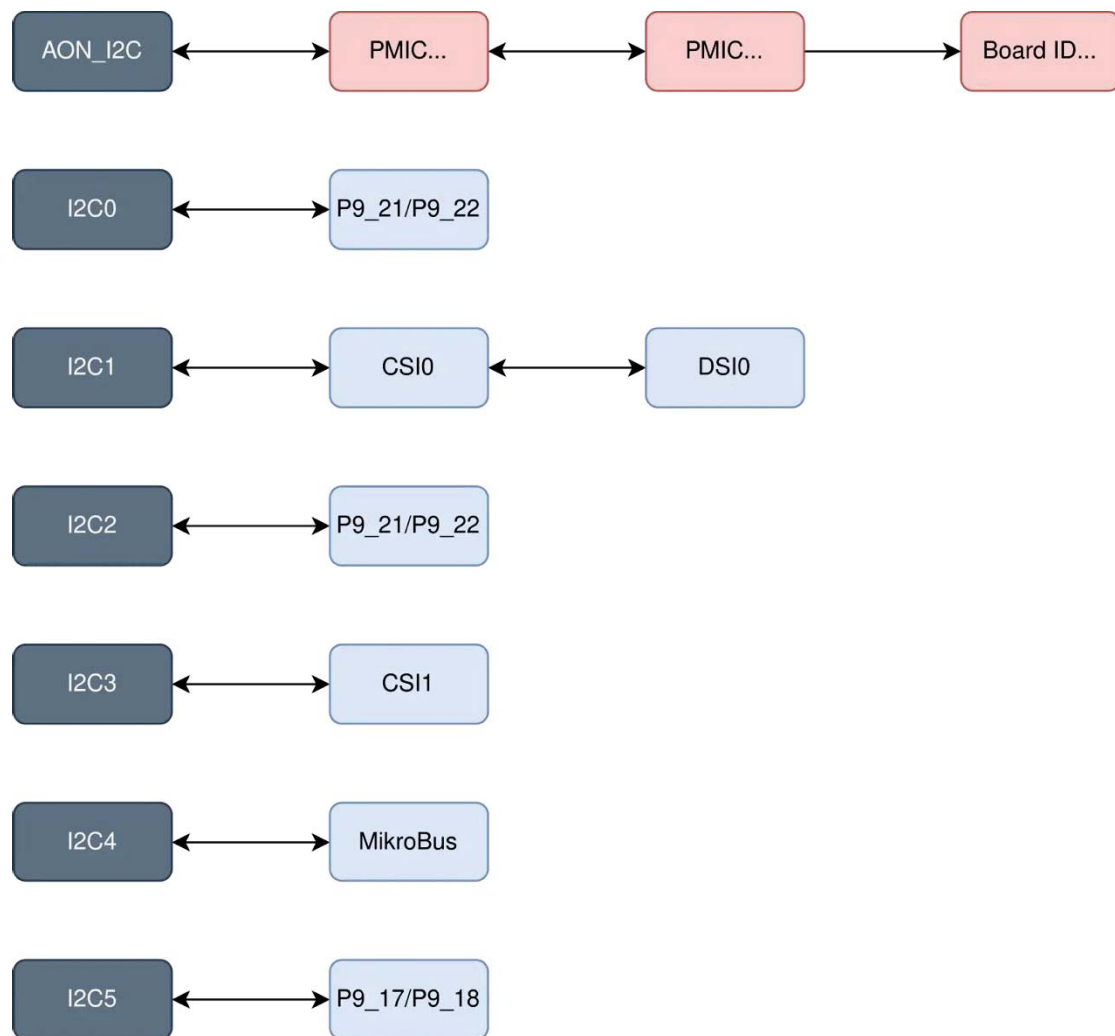 AON_I2C
PMIC...
PMIC...
Board ID...
I2C0
P9_21/P9_22
I2C1
CSI0
DSI0
I2C2
P9_21/P9_22
I2C3
CSI1
I2C4
MikroBus
I2C5
P9_17/P9_18